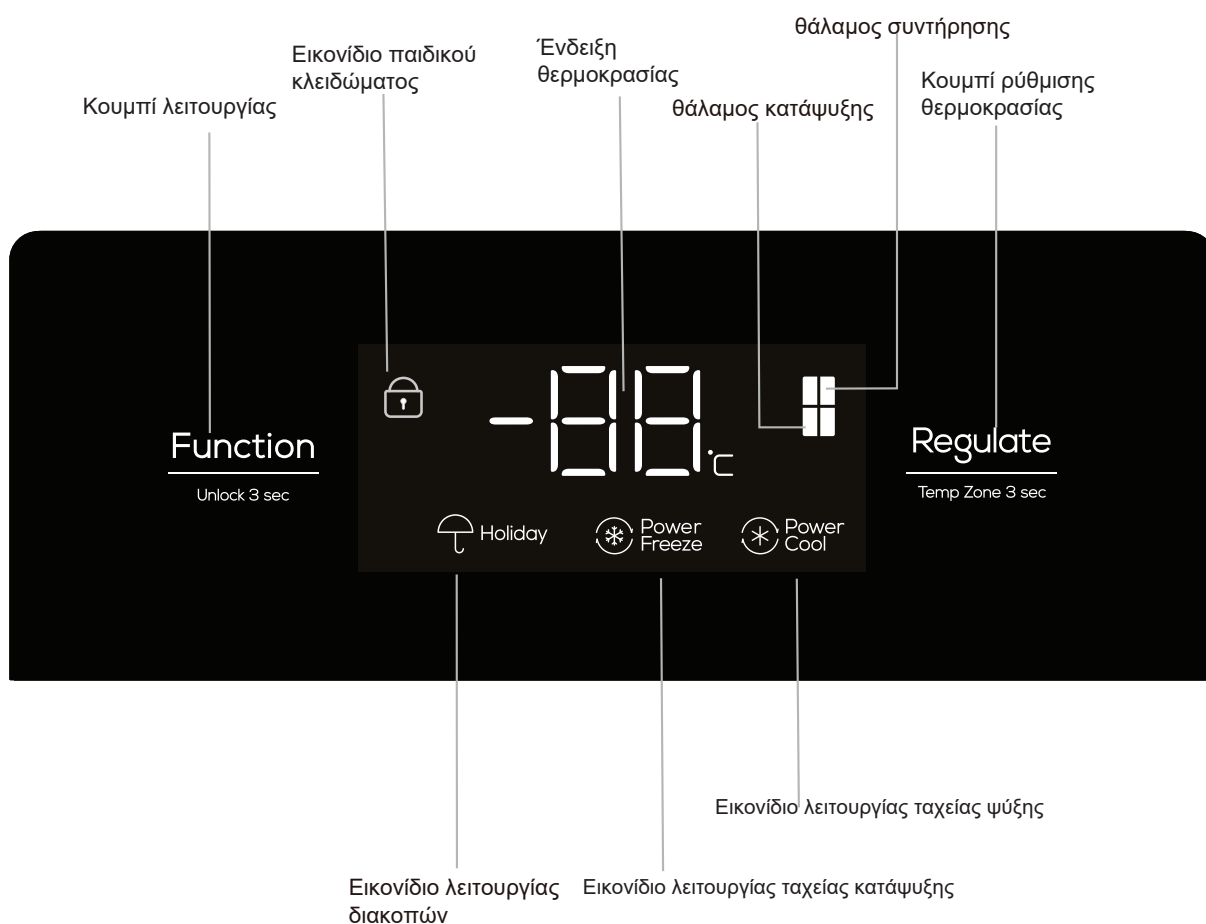 θάλαμος συντήρησης
Εικονίδιο παιδικού
κλειδώματος
Ένδειξη
θερμοκρασίας
Κουμπί ρύθμισης
θερμοκρασίας
Κουμπί λειτουργίας
θάλαμος κατάψυξης
-88
°C
Function
Unlock 3 sec
Regulate
Temp Zone 3 sec
Holiday
Power
Freeze
Power
Cool
Εικονίδιο λειτουργίας ταχείας ψύξης
Εικονίδιο λειτουργίας
διακοπών
Εικονίδιο λειτουργίας ταχείας κατάψυξης